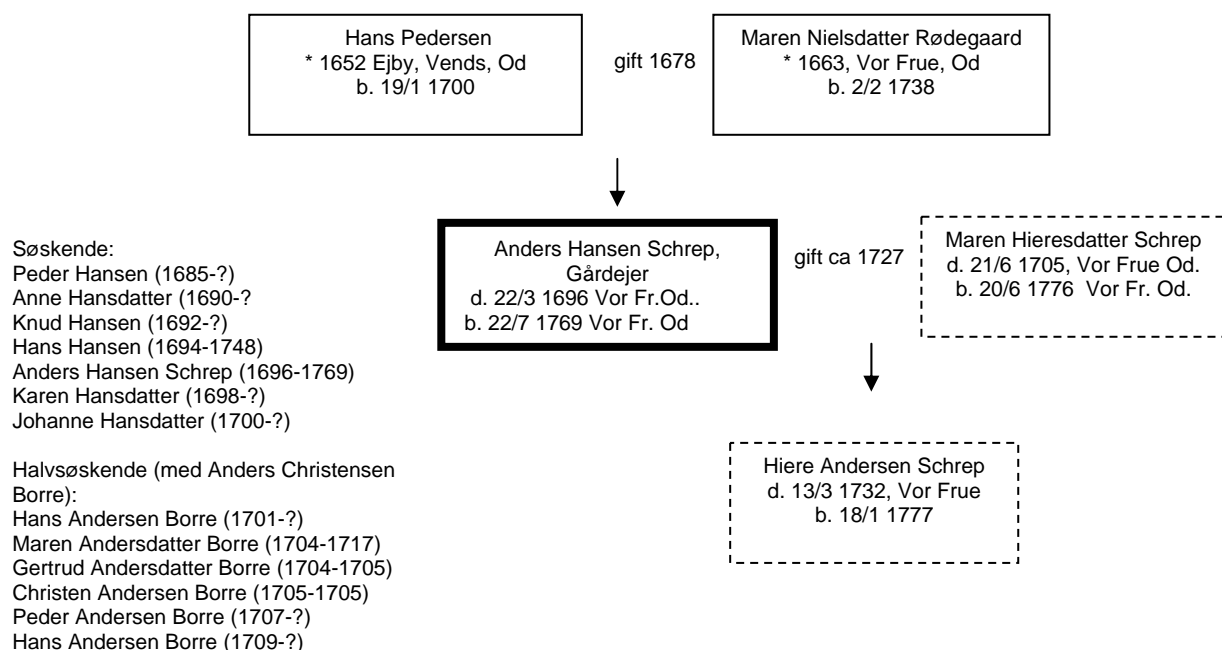 Hans Pedersen
* 1652 Ejby, Vends, Od
b. 19/1 1700
gift 1678
Maren Nielsdatter Rødegaard
* 1663, Vor Frue, Od
b. 2/2 1738
Anders Hansen Schrep,
Gårdejer
d. 22/3 1696 Vor Fr.Od..
b. 22/7 1769 Vor Fr. Od
gift ca 1727
Maren Hieresdatter Schrep
d. 21/6 1705, Vor Frue Od.
b. 20/6 1776 Vor Fr. Od.
Søskende:
Peder Hansen (1685-?)
Anne Hansdatter (1690-?
Knud Hansen (1692-?)
Hans Hansen (1694-1748)
Anders Hansen Schrep (1696-1769)
Karen Hansdatter (1698-?)
Johanne Hansdatter (1700-?)
Halvsøskende (med Anders Christensen
Borre):
Hans Andersen Borre (1701-?)
Maren Andersdatter Borre (1704-1717)
Gertrud Andersdatter Borre (1704-1705)
Christen Andersen Borre (1705-1705)
Peder Andersen Borre (1707-?)
Hans Andersen Borre (1709-?)
Hiere Andersen Schrep
d. 13/3 1732, Vor Frue
b. 18/1 1777